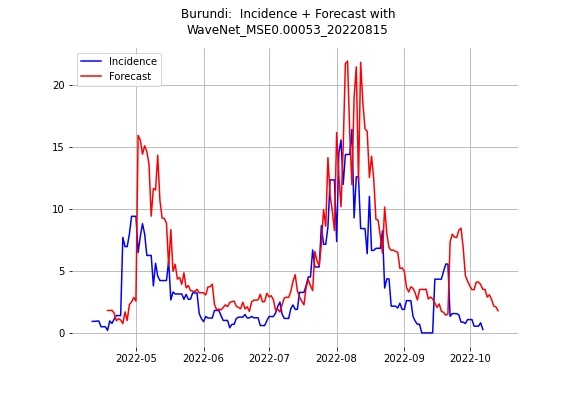 Burundi: Incidence + Forecast with
WaveNet_MSE0.00053_20220815
Incidence
Forecast
20
15
10
5
0
2022-05 2022-06 2022-07 2022-08 2022-09 2022-10